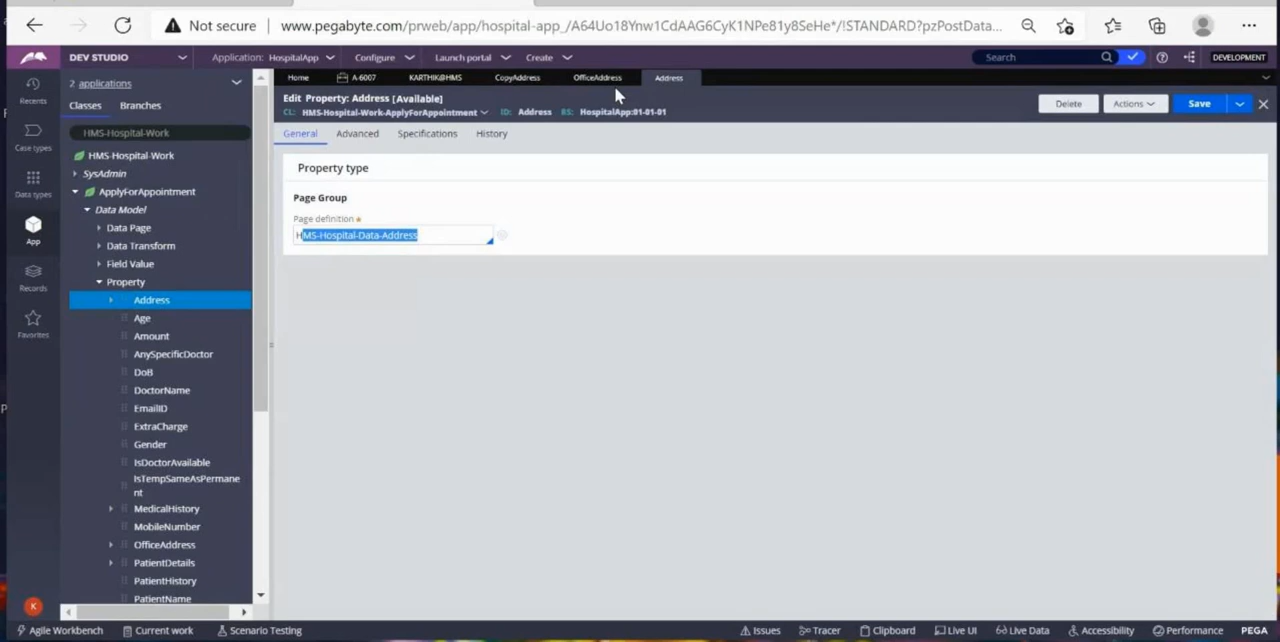 Not secure www.pegabyte.com/prweb/app/hospital-app_/A64Uo18Ynw1CdAAG6CyK1NPe81y8SeHe*/!STANDARD?pzPostData...
DEV STUDIO Application: HospitalApp Configure Launch portal Create Search DEVELOPMENT
2 applications
Home A-6007 KARTHIK@HMS CopyAddress OfficeAddress Address
Recents
Classes Branches
Edit Property: Address [Available]
CL: HMS-Hospital-Work-ApplyForAppointment ID: Address RS: HospitalApp:01-01-01
Delete Actions Save
HMS-Hospital-Work
General Advanced Specifications History
Case types
HMS-Hospital-Work
Property type
SysAdmin
Data types
ApplyForAppointment
Page Group
Data Model
Page definition
Data Page
HMS-Hospital-Data-Address
App
Data Transform
Field Value
Records
Property
Address
Favorites
Age
Amount
AnySpecificDoctor
DoB
DoctorName
EmailID
ExtraCharge
Gender
IsDoctorAvailable
IsTempSameAsPermane
nt
MedicalHistory
MobileNumber
OfficeAddress
PatientDetails
PatientHistory
PatientName
K
Agile Workbench Current work Scenario Testing Issues Tracer Clipboard Live UI Live Data Accessibility Performance PEGA